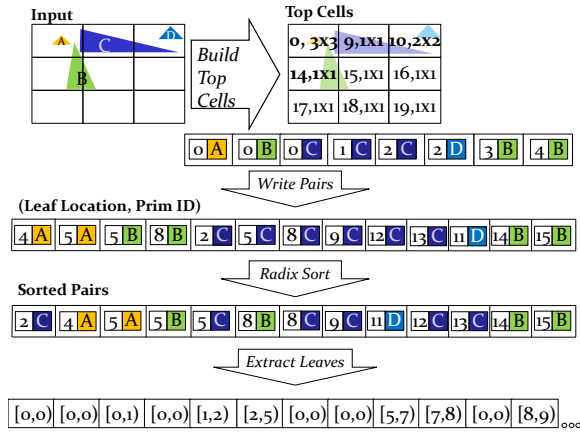 Input
Top Cells
A
C
D
B
Build
Top
Cells
0, 3x3 9,1x1 10,2x2
14,1x1 15,1x1 16,1x1
17,1x1 18,1x1 19,1x1
0 A 0 B 0 C 1 C 2 C 2 D 3 B 4 B
Write Pairs
(Leaf Location, Prim ID)
4 A 5 A 5 B 8 B 2 C 5 C 8 C 9 C 12 C 13 C 11 D 14 B 15 B
Radix Sort
Sorted Pairs
2 C 4 A 5 A 5 B 5 C 8 B 8 C 9 C 11 D 12 C 13 C 14 B 15 B
Extract Leaves
[0,0) [0,0) [0,1) [0,0) [1,2) [2,5) [0,0) [0,0) [5,7) [7,8) [0,0) [8,9) ooo